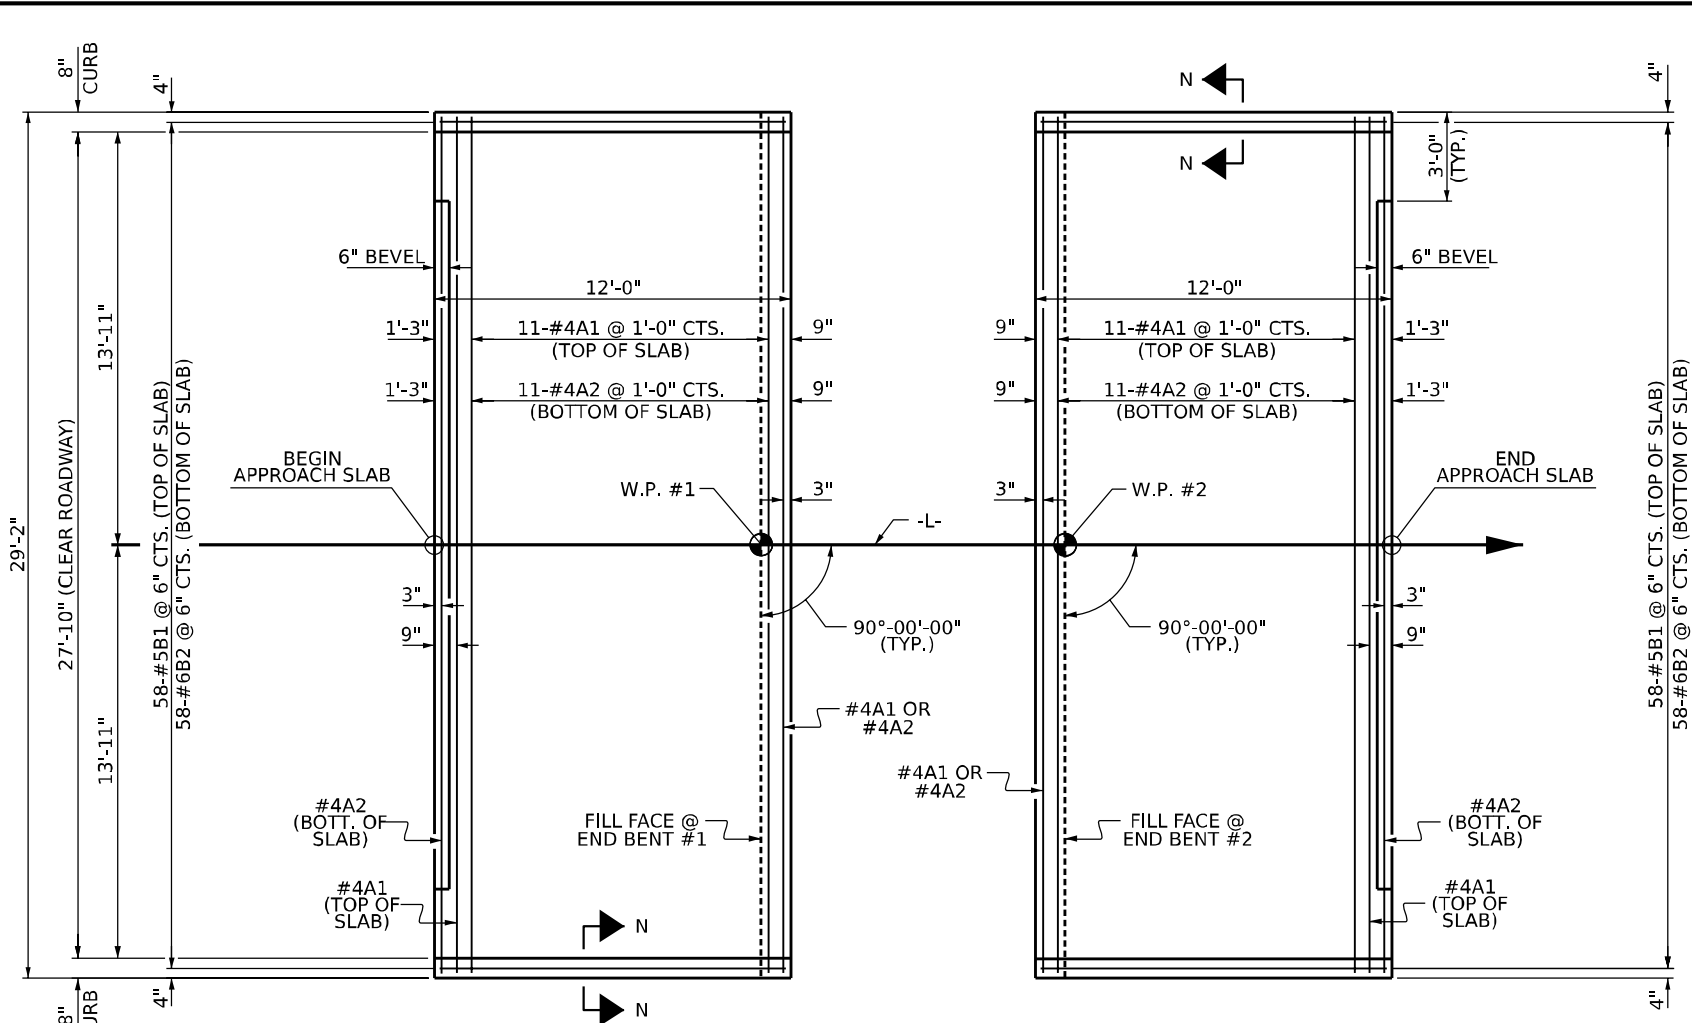 8"
CURB
4"
N
N
4"
3'-0"
(TYP.)
6" BEVEL
6" BEVEL
12'-0"
12'-0"
13'-11"
1'-3"
11-#4A1 @ 1'-0" CTS.
(TOP OF SLAB)
9"
9"
11-#4A1 @ 1'-0" CTS.
(TOP OF SLAB)
1'-3"
1'-3"
11-#4A2 @ 1'-0" CTS.
(BOTTOM OF SLAB)
9"
9"
11-#4A2 @ 1'-0" CTS.
(BOTTOM OF SLAB)
1'-3"
29'-2"
27'-10" (CLEAR ROADWAY)
58-#5B1 @ 6" CTS. (TOP OF SLAB)
58-#6B2 @ 6" CTS. (BOTTOM OF SLAB)
BEGIN
APPROACH SLAB
W.P. #1
3"
3"
W.P. #2
END
APPROACH SLAB
-L-
58-#5B1 @ 6" CTS. (TOP OF SLAB)
58-#6B2 @ 6" CTS. (BOTTOM OF SLAB)
3"
9"
90°-00'-00"
(TYP.)
90°-00'-00"
(TYP.)
3"
9"
13'-11"
#4A1 OR
#4A2
#4A1 OR
#4A2
#4A2
(BOTT. OF
SLAB)
FILL FACE @
END BENT #1
FILL FACE @
END BENT #2
#4A2
(BOTT. OF
SLAB)
#4A1
(TOP OF
SLAB)
#4A1
(TOP OF
SLAB)
N
N
4"
4"
8"